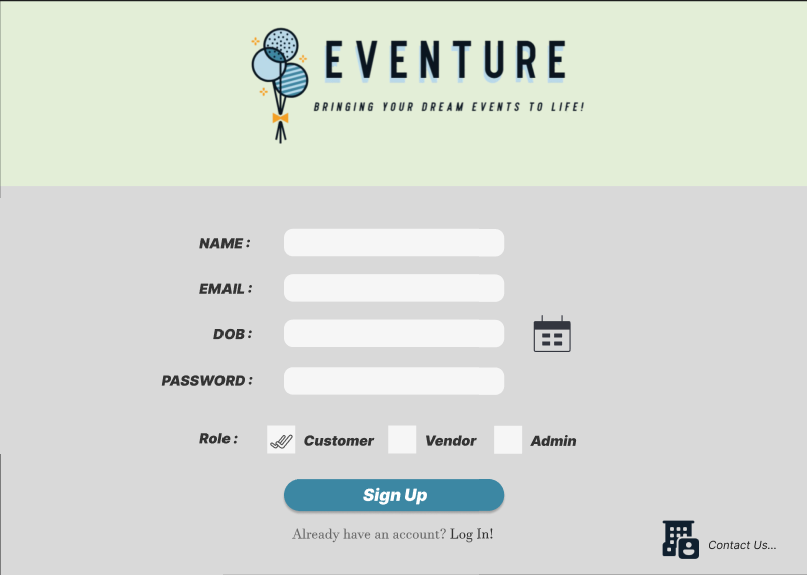 EVENTURE
BRINGING YOUR DREAM EVENTS TO LIFE!
NAME :
EMAIL :
DOB :
PASSWORD :
Role : Customer Vendor Admin
Sign Up
Already have an account? Log In!
Contact Us...